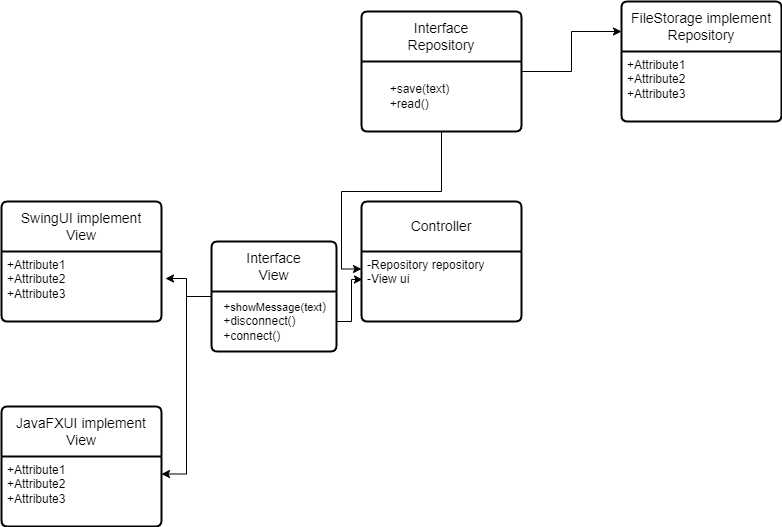 Interface
Repository
+save(text)
+read()
FileStorage implement
Repository
+Attribute1
+Attribute2
+Attribute3
SwingUI implement
View
+Attribute1
+Attribute2
+Attribute3
Interface
View
+showMessage(text)
+disconnect()
+connect()
Controller
-Repository repository
-View ui
JavaFXUI implement
View
+Attribute1
+Attribute2
+Attribute3